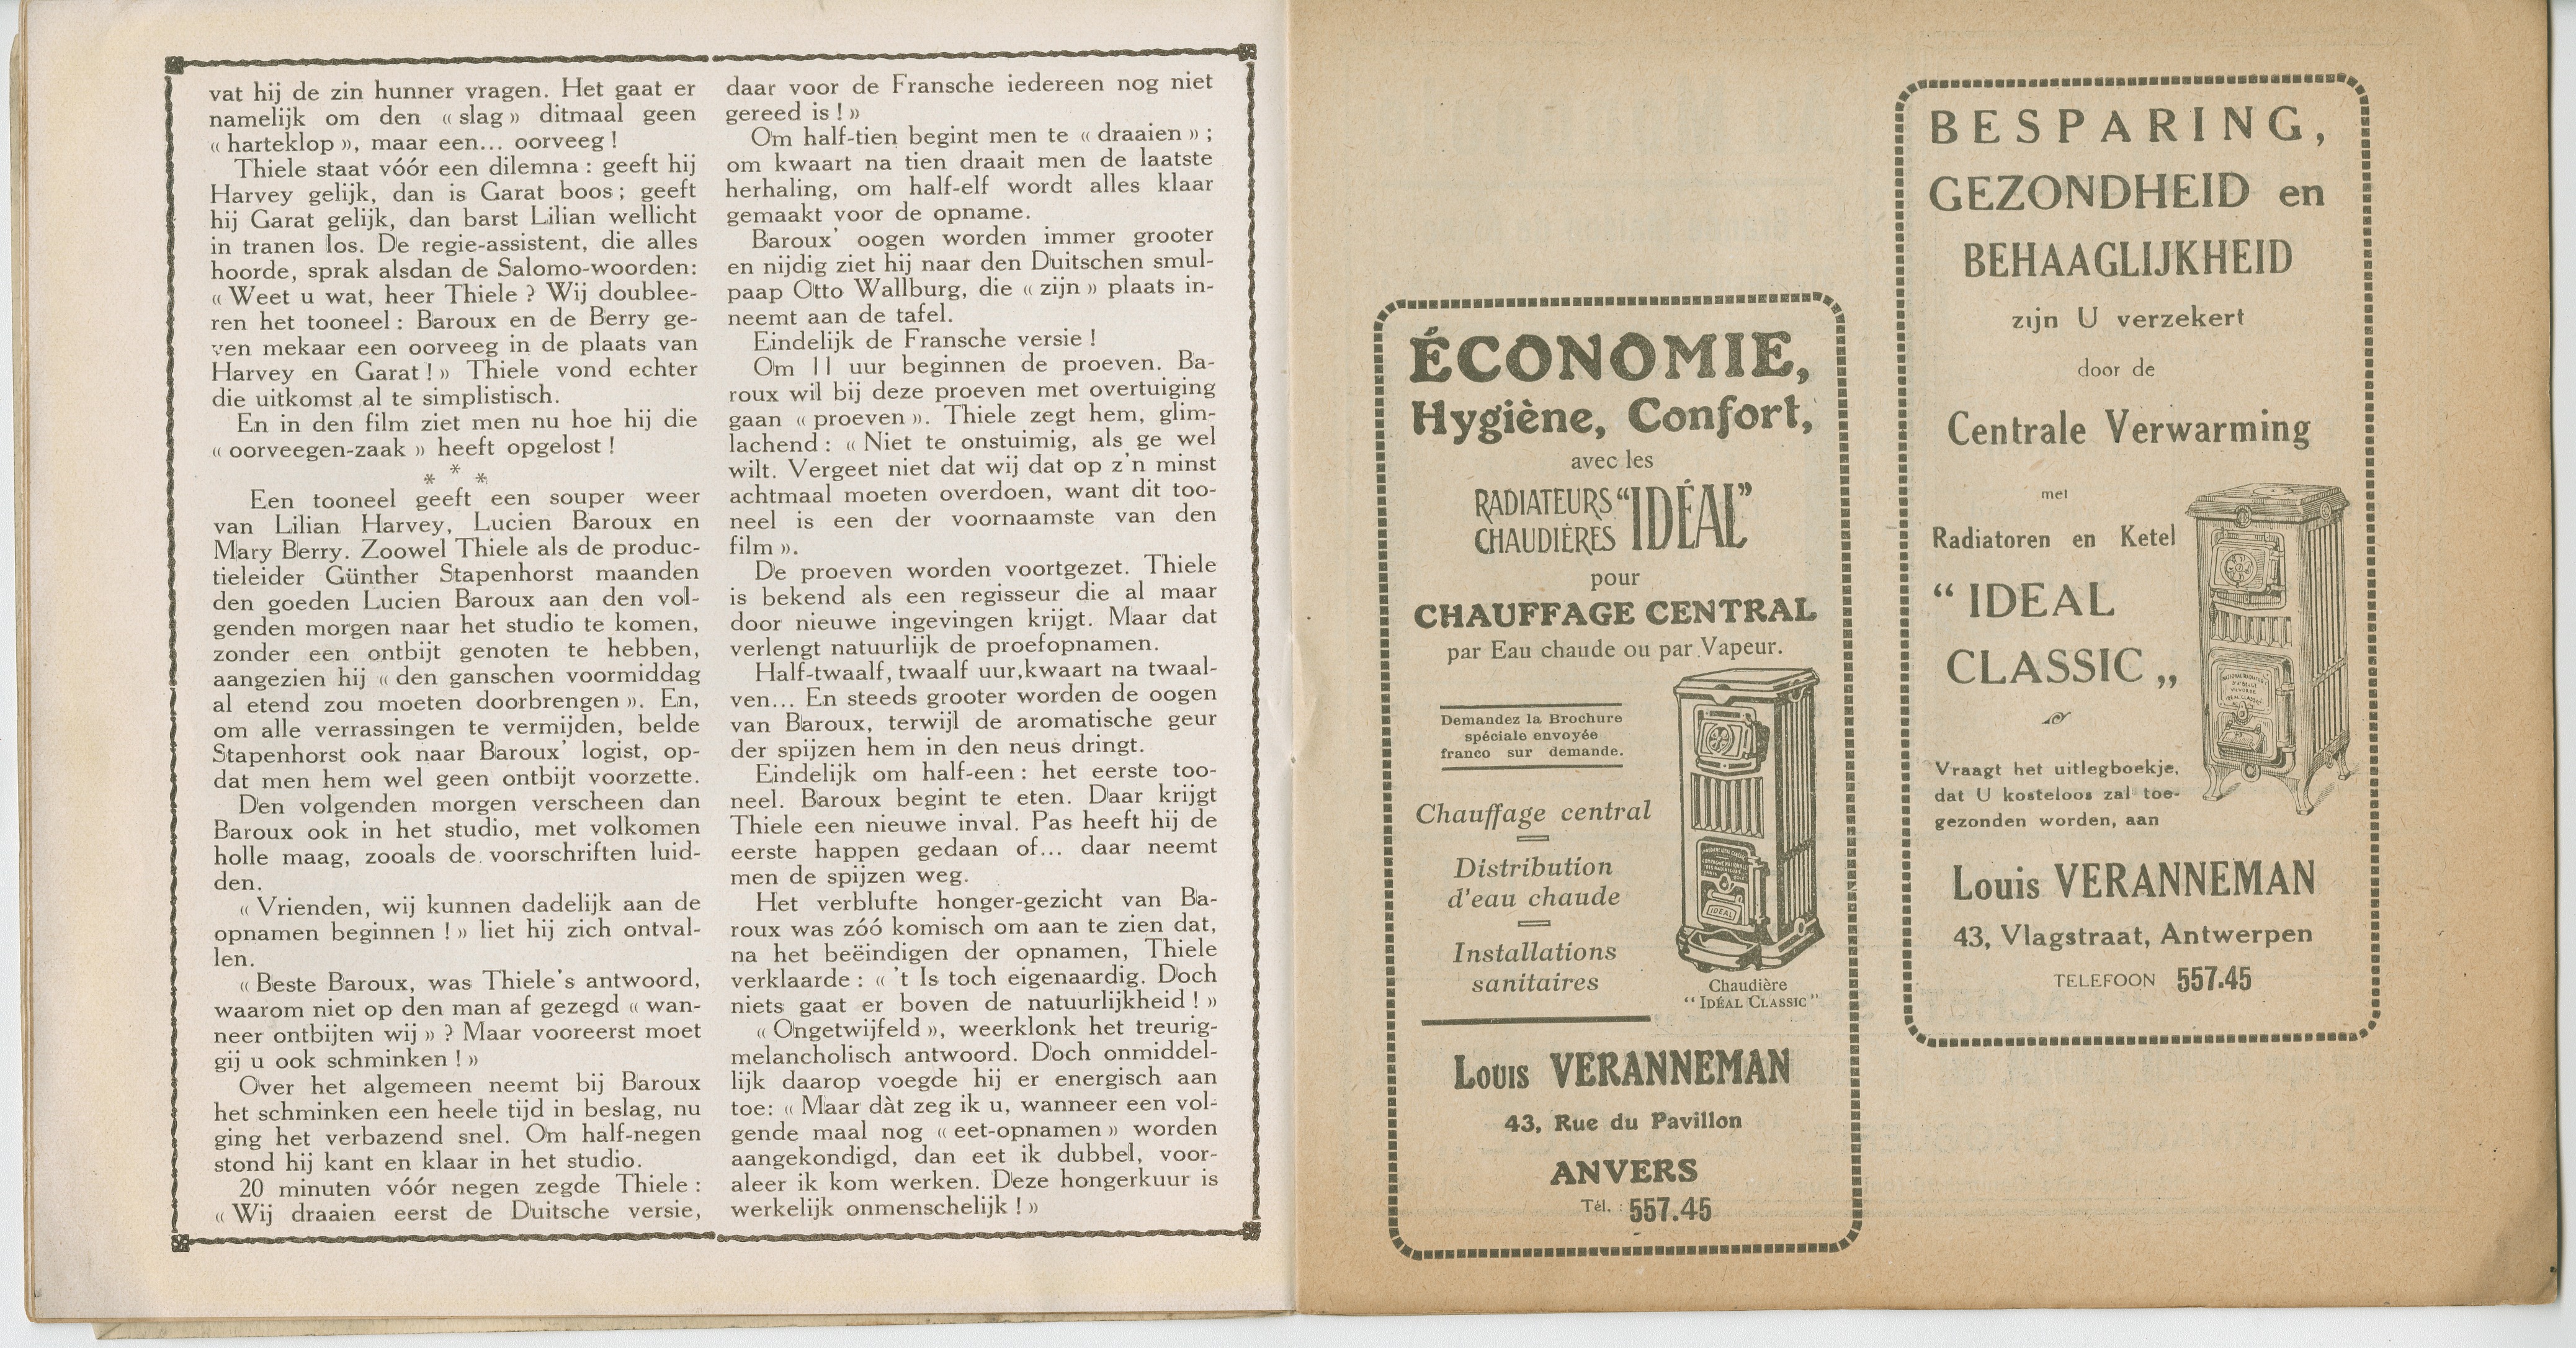 vat hij de zin hunner vragen. Het gaat er
namelijk om den « slag » ditmaal geen
« harteklop », maar een... oorveeg !
Thiele staat vóór een dilemna : geeft hij
Harvey gelijk, dan is Garat boos ; geeft
hij Garat gelijk, dan barst Lilian wellicht
in tranen los. De regie-assistent, die alles
hoorde, sprak alsdan de Salomo-woorden:
« Weet u wat, heer Thiele ? Wij doublee-
ren het tooneel : Baroux en de Berry ge-
ven mekaar een oorveeg in de plaats van
Harvey en Garat ! » Thiele vond echter
die uitkomst al te simplistisch.
En in den film ziet men nu hoe hij die
« oorveegen-zaak » heeft opgelost !
* * *
Een tooneel geeft een souper weer
van Lilian Harvey, Lucien Baroux en
Mary Berry. Zoowel Thiele als de produc-
tieleider Günther Stapenhorst maanden
den goeden Lucien Baroux aan den vol-
genden morgen naar het studio te komen,
zonder een ontbijt genoten te hebben,
aangezien hij « den ganschen voormiddag
al etend zou moeten doorbrengen ». En,
om alle verrassingen te vermijden, belde
Stapenhorst ook naar Baroux' logist, op-
dat men hem wel geen ontbijt voorzette.
Den volgenden morgen verscheen dan
Baroux ook in het studio, met volkomen
holle maag, zooals de voorschriften luid-
den.
« Vrienden, wij kunnen dadelijk aan de
opnamen beginnen ! » liet hij zich ontval-
len.
« Beste Baroux, was Thiele's antwoord,
waarom niet op den man af gezegd « wan-
neer ontbijten wij » ? Maar vooreerst moet
gij u ook schminken ! »
Over het algemeen neemt bij Baroux
het schminken een heele tijd in beslag, nu
ging het verbazend snel. Om half-negen
stond hij kant en klaar in het studio.
20 minuten vóór negen zegde Thiele :
« Wij draaien eerst de Duitsche versie,
daar voor de Fransche iedereen nog niet
gereed is ! »
Om half-tien begint men te « draaien » ;
om kwaart na tien draait men de laatste
herhaling, om half-elf wordt alles klaar
gemaakt voor de opname.
Baroux' oogen worden immer grooter
en nijdig ziet hij naar den Duitschen smul-
paap Otto Wallburg, die « zijn » plaats in-
neemt aan de tafel.
Eindelijk de Fransche versie !
Om 11 uur beginnen de proeven. Ba-
roux wil bij deze proeven met overtuiging
gaan « proeven ». Thiele zegt hem, glim-
lachend : « Niet te onstuimig, als ge wel
wilt. Vergeet niet dat wij dat op z'n minst
achtmaal moeten overdoen, want dit too-
neel is een der voornaamste van den
film ».
De proeven worden voortgezet. Thiele
is bekend als een regisseur die al maar
door nieuwe ingevingen krijgt. Maar dat
verlengt natuurlijk de proefopnamen.
Half-twaalf, twaalf uur,kwaart na twaal-
ven... En steeds grooter worden de oogen
van Baroux, terwijl de aromatische geur
der spijzen hem in den neus dringt.
Eindelijk om half-een : het eerste too-
neel. Baroux begint te eten. Daar krijgt
Thiele een nieuwe inval. Pas heeft hij de
eerste happen gedaan of... daar neemt
men de spijzen weg.
Het verblufte honger-gezicht van Ba-
roux was zóó komisch om aan te zien dat,
na het beëindigen der opnamen, Thiele
verklaarde : « 't Is toch eigenaardig. Doch
niets gaat er boven de natuurlijkheid ! »
« Ongetwijfeld », weerklonk het treurig-
melancholisch antwoord. Doch onmiddel-
lijk daarop voegde hij er energisch aan
toe: « Maar dàt zeg ik u, wanneer een vol-
gende maal nog « eet-opnamen » worden
aangekondigd, dan eet ik dubbel, voor-
aleer ik kom werken. Deze hongerkuur is
werkelijk onmenschelijk ! »
ÉCONOMIE,
Hygiène, Confort,
avec les
RADIATEURS
CHAUDIÈRES
“IDÉAL”
pour
CHAUFFAGE CENTRAL
par Eau chaude ou par Vapeur.
Demandez la Brochure
spéciale envoyée
franco sur demande.
Chauffage central
Distribution
d'eau chaude
Installations
sanitaires
IDEAL
Chaudière
“IDÉAL CLASSIC”
Louis VERANNEMAN
43, Rue du Pavillon
ANVERS
Tél. : 557.45
BESPARING,
GEZONDHEID en
BEHAAGLIJKHEID
zijn U verzekert
door de
Centrale Verwarming
met
Radiatoren en Ketel
“ IDEAL
CLASSIC „
Vraagt het uitlegboekje,
dat U kosteloos zal toe-
gezonden worden, aan
Louis VERANNEMAN
43, Vlagstraat, Antwerpen
TELEFOON 557.45